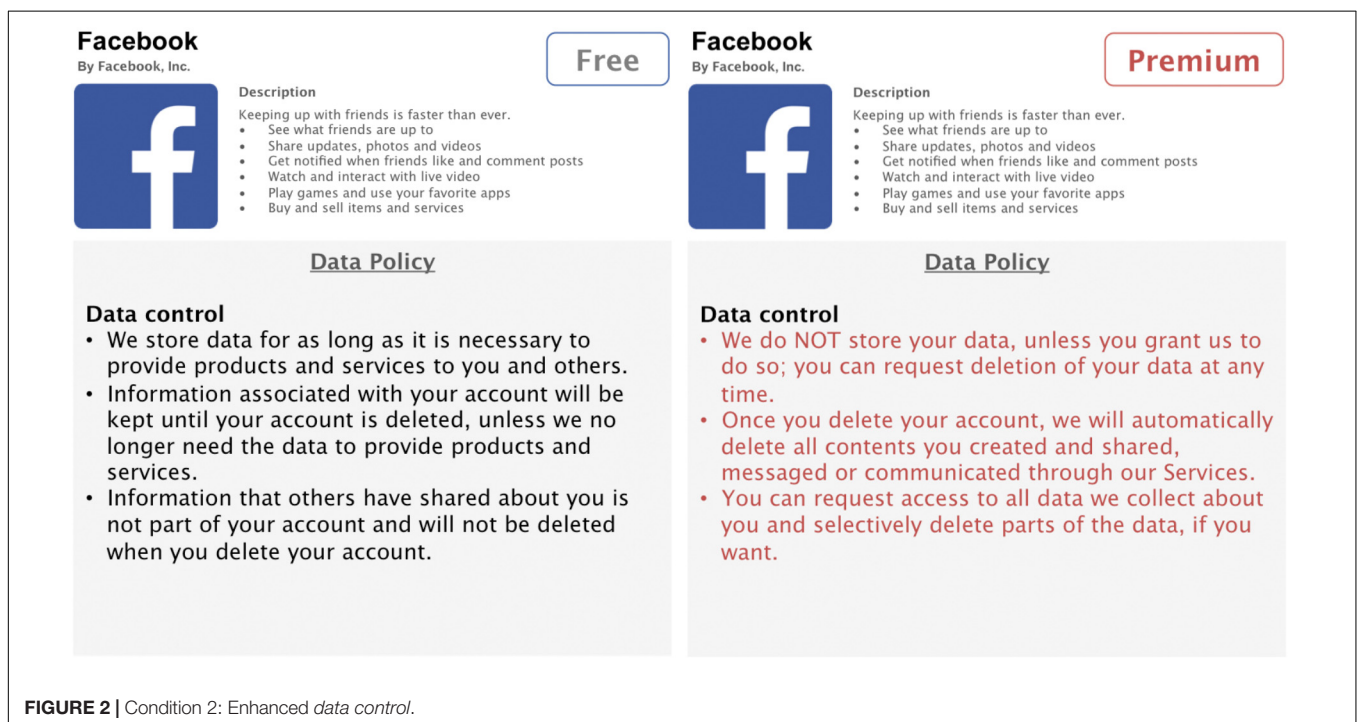 Facebook
By Facebook, Inc.
Free
Description
Keeping up with friends is faster than ever.
• See what friends are up to
• Share updates, photos and videos
• Get notified when friends like and comment posts
• Watch and interact with live video
• Play games and use your favorite apps
• Buy and sell items and services
Data Policy
Data control
• We store data for as long as it is necessary to
provide products and services to you and others.
• Information associated with your account will be
kept until your account is deleted, unless we no
longer need the data to provide products and
services.
• Information that others have shared about you is
not part of your account and will not be deleted
when you delete your account.
Facebook
By Facebook, Inc.
Premium
Description
Keeping up with friends is faster than ever.
• See what friends are up to
• Share updates, photos and videos
• Get notified when friends like and comment posts
• Watch and interact with live video
• Play games and use your favorite apps
• Buy and sell items and services
Data Policy
Data control
• We do NOT store your data, unless you grant us to
do so; you can request deletion of your data at any
time.
• Once you delete your account, we will automatically
delete all contents you created and shared,
messaged or communicated through our Services.
• You can request access to all data we collect about
you and selectively delete parts of the data, if you
want.
FIGURE 2 | Condition 2: Enhanced data control.